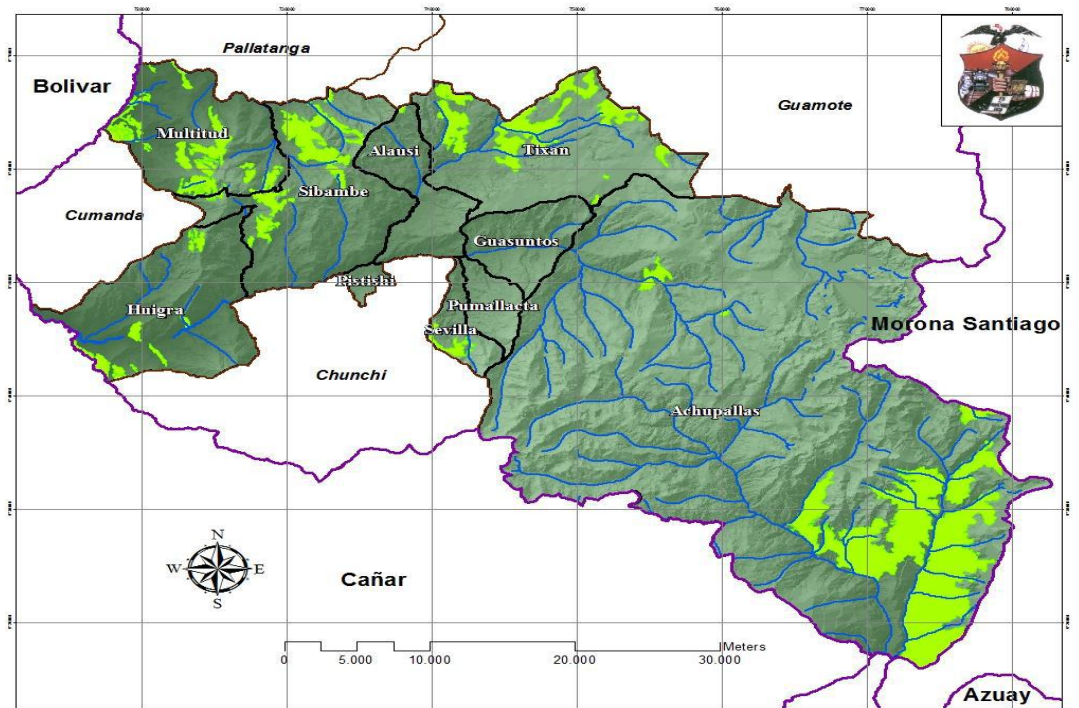 Pallatanga
Bolivar
Guamote
Multitud
Alausi
Tixan
Sibambe
Cumanda
Guasuntos
Pistishi
Huigra
Pumallacta
Sevilla
Morona Santiago
Chunchi
Achupallas
N
W
E
S
Cañar
Meters
0
5.000
10.000
20.000
30.000
Azuay